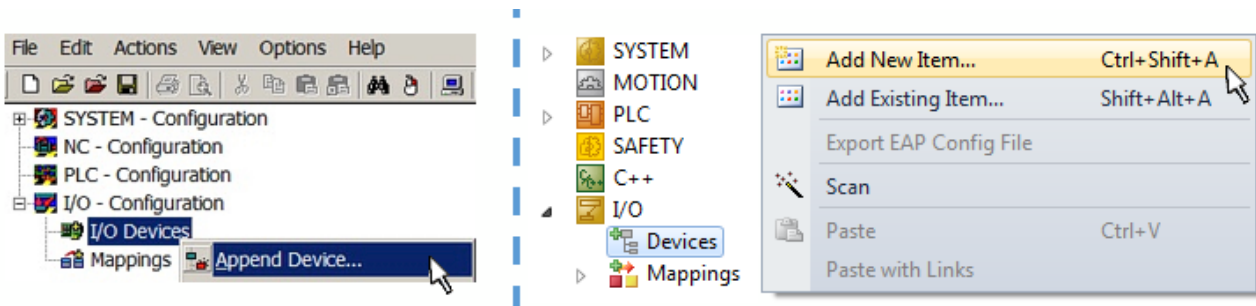 File Edit Actions View Options Help
SYSTEM - Configuration
NC - Configuration
PLC - Configuration
I/O - Configuration
I/O Devices
Mappings
Append Device...
SYSTEM
MOTION
PLC
SAFETY
C++
I/O
Devices
Mappings
Add New Item... Ctrl+Shift+A
Add Existing Item... Shift+Alt+A
Export EAP Config File
Scan
Paste Ctrl+V
Paste with Links